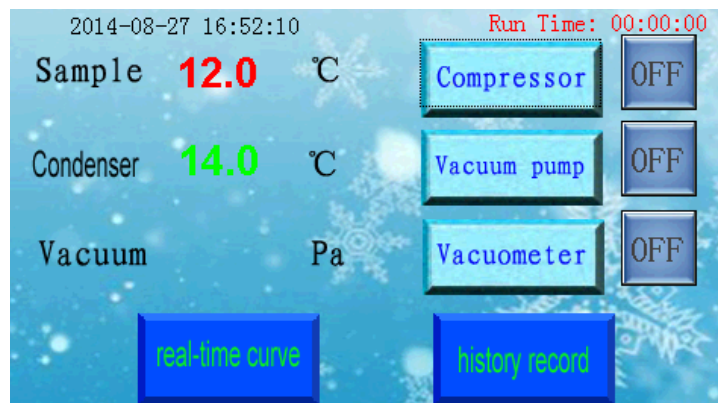 2014-08-27 16:52:10 Run Time: 00:00:00
Sample 12.0 ℃ Compressor OFF
Condenser 14.0 ℃ Vacuum pump OFF
Vacuum Pa Vacuometer OFF
real-time curve history record